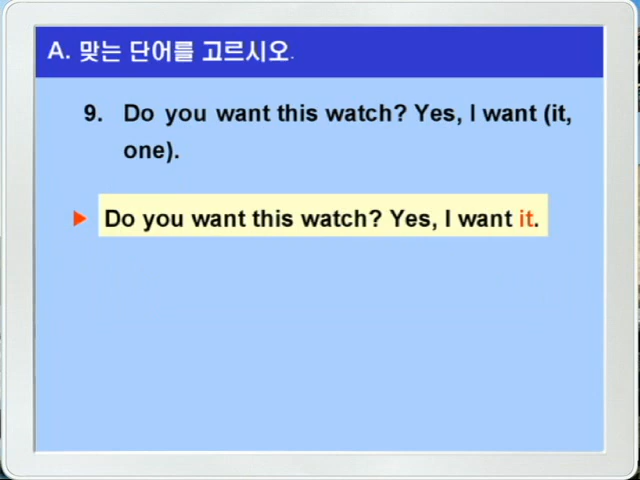 A. 맞는 단어를 고르시오.
9. Do you want this watch? Yes, I want (it,
one).
Do you want this watch? Yes, I want it.